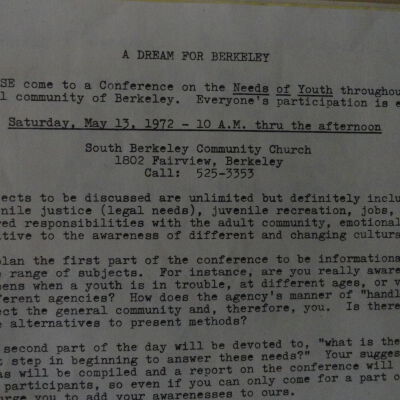 A DREAM FOR BERKELEY
SE come to a Conference on the Needs of Youth throughou
l community of Berkeley. Everyone's participation is e
Saturday, May 13, 1972 - 10 A.M. thru the afternoon
South Berkeley Community Church
1802 Fairview, Berkeley
Call: 525-3353
ects to be discussed are unlimited but definitely inclu
nile justice (legal needs), juvenile recreation, jobs,
red responsibilities with the adult community, emotional
itive to the awareness of different and changing cultura
plan the first part of the conference to be informationa
e range of subjects. For instance, are you really aware
pens when a youth is in trouble, at different ages, or v
ferent agencies? How does the agency's manner of "handl
ect the general community and, therefore, you. Is there
e alternatives to present methods?
second part of the day will be devoted to, "what is the
t step in beginning to answer these needs?" Your sugges
as will be compiled and a report on the conference will
participants, so even if you can only come for a part o
urge you to add your awarenesses to ours.